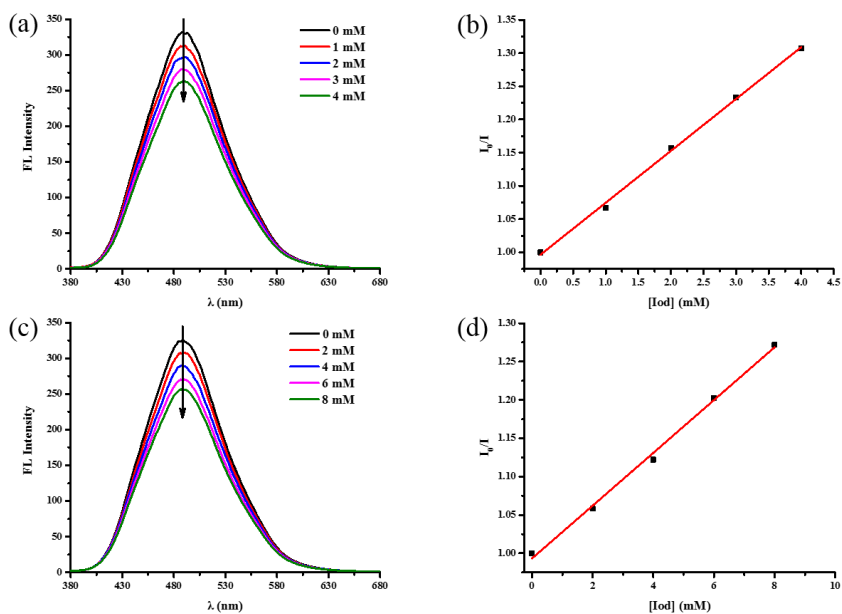 (a)
FL Intensity
350
300
250
200
150
100
50
0
0 mM
1 mM
2 mM
3 mM
4 mM
380 430 480 530 580 630 680
λ (nm)
(b)
I0/I
1.35
1.30
1.25
1.20
1.15
1.10
1.05
1.00
0.0 0.5 1.0 1.5 2.0 2.5 3.0 3.5 4.0 4.5
[Iod] (mM)
(c)
FL Intensity
350
300
250
200
150
100
50
0
0 mM
2 mM
4 mM
6 mM
8 mM
380 430 480 530 580 630 680
λ (nm)
(d)
I0/I
1.30
1.25
1.20
1.15
1.10
1.05
1.00
0 2 4 6 8 10
[Iod] (mM)